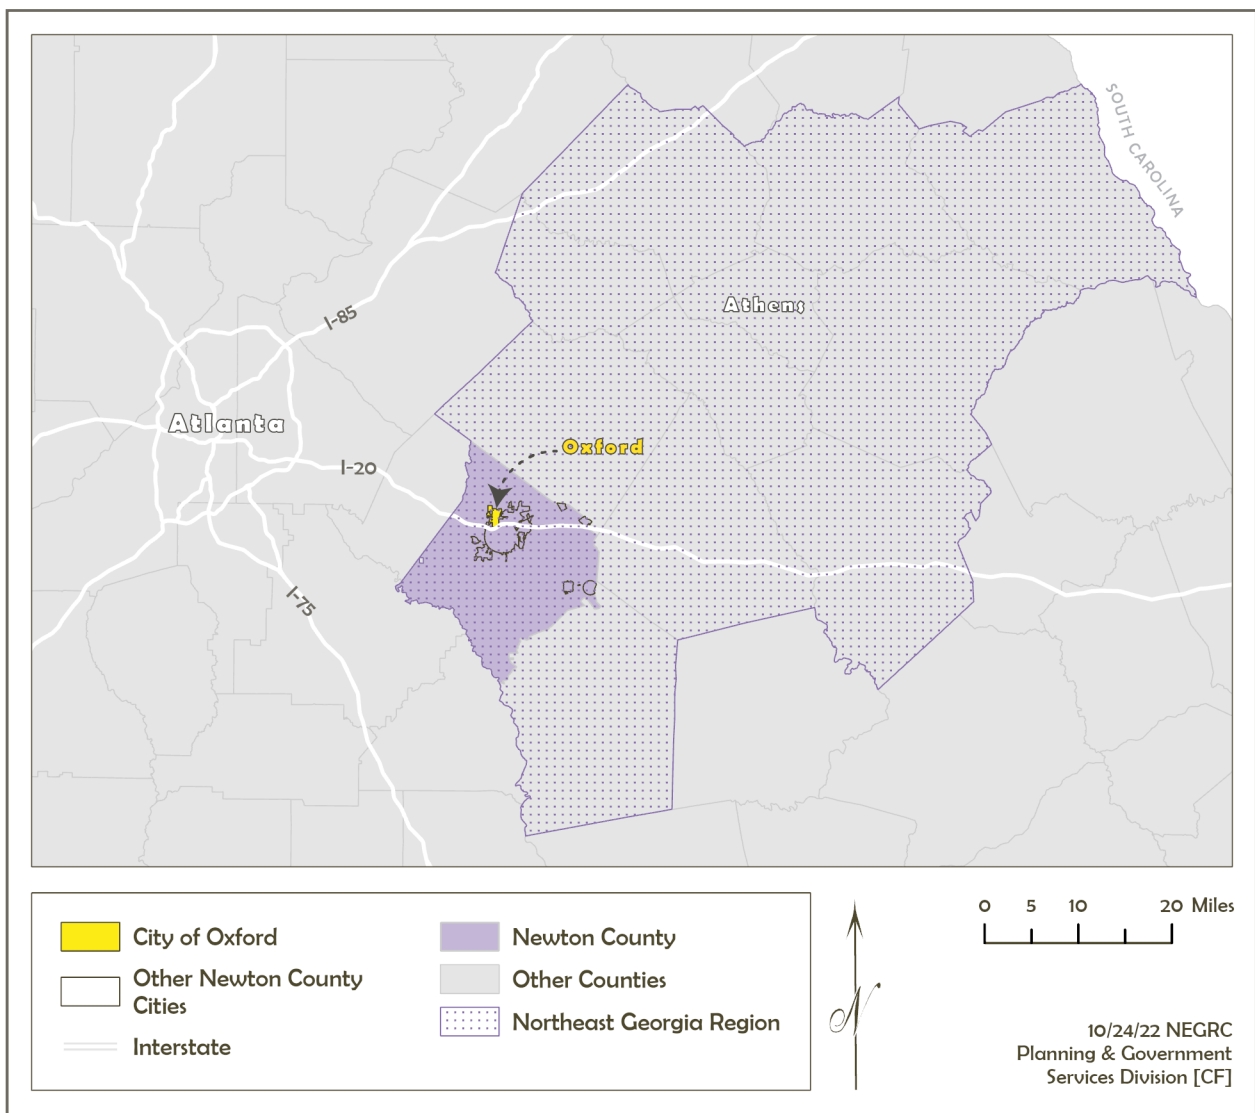 SOUTH CAROLINA
Athens
I-85
Atlanta
Oxford
I-20
I-75
City of Oxford
Other Newton County
Cities
Interstate
Newton County
Other Counties
Northeast Georgia Region
N
0 5 10 20 Miles
10/24/22 NEGRC
Planning & Government
Services Division [CF]